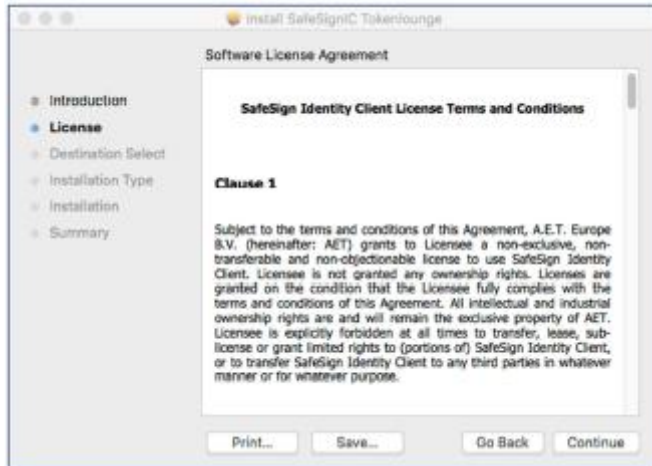 Install SafeSignIC Tokenlounge
Software License Agreement
Introduction
License
Destination Select
Installation Type
Installation
Summary
SafeSign Identity Client License Terms and Conditions
Clause 1
Subject to the terms and conditions of this Agreement, A.E.T. Europe
B.V. (hereinafter: AET) grants to Licensee a non-exclusive, non-
transferable and non-objectionable license to use SafeSign Identity
Client. Licensee is not granted any ownership rights. Licenses are
granted on the condition that the Licensee fully complies with the
terms and conditions of this Agreement. All intellectual and industrial
ownership rights are and will remain the exclusive property of AET.
Licensee is explicitly forbidden at all times to transfer, lease, sub-
license or grant limited rights to (portions of) SafeSign Identity Client,
or to transfer SafeSign Identity Client to any third parties in whatever
manner or for whatever purpose.
Print... Save... Go Back Continue